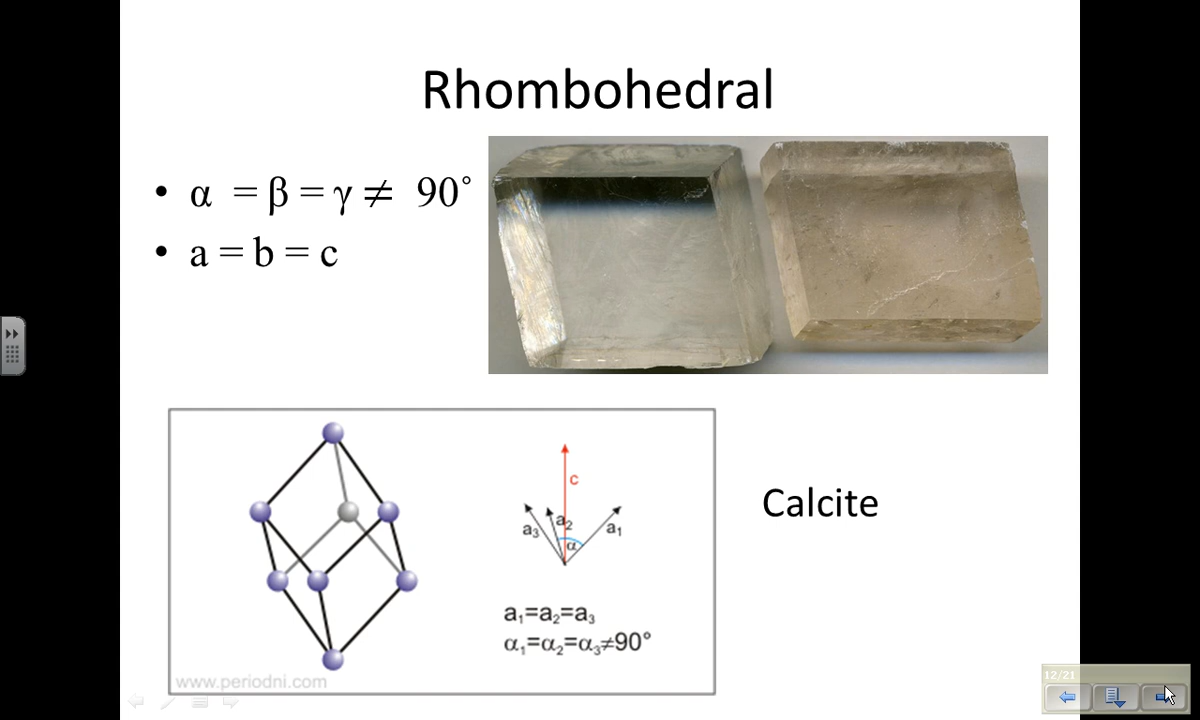 Rhombohedral
• α = β = γ ≠ 90°
• a = b = c
c
a₃
a₂
α
a₁
a₁=a₂=a₃
α₁=α₂=α₃≠90°
Calcite
www.periodni.com
12/21